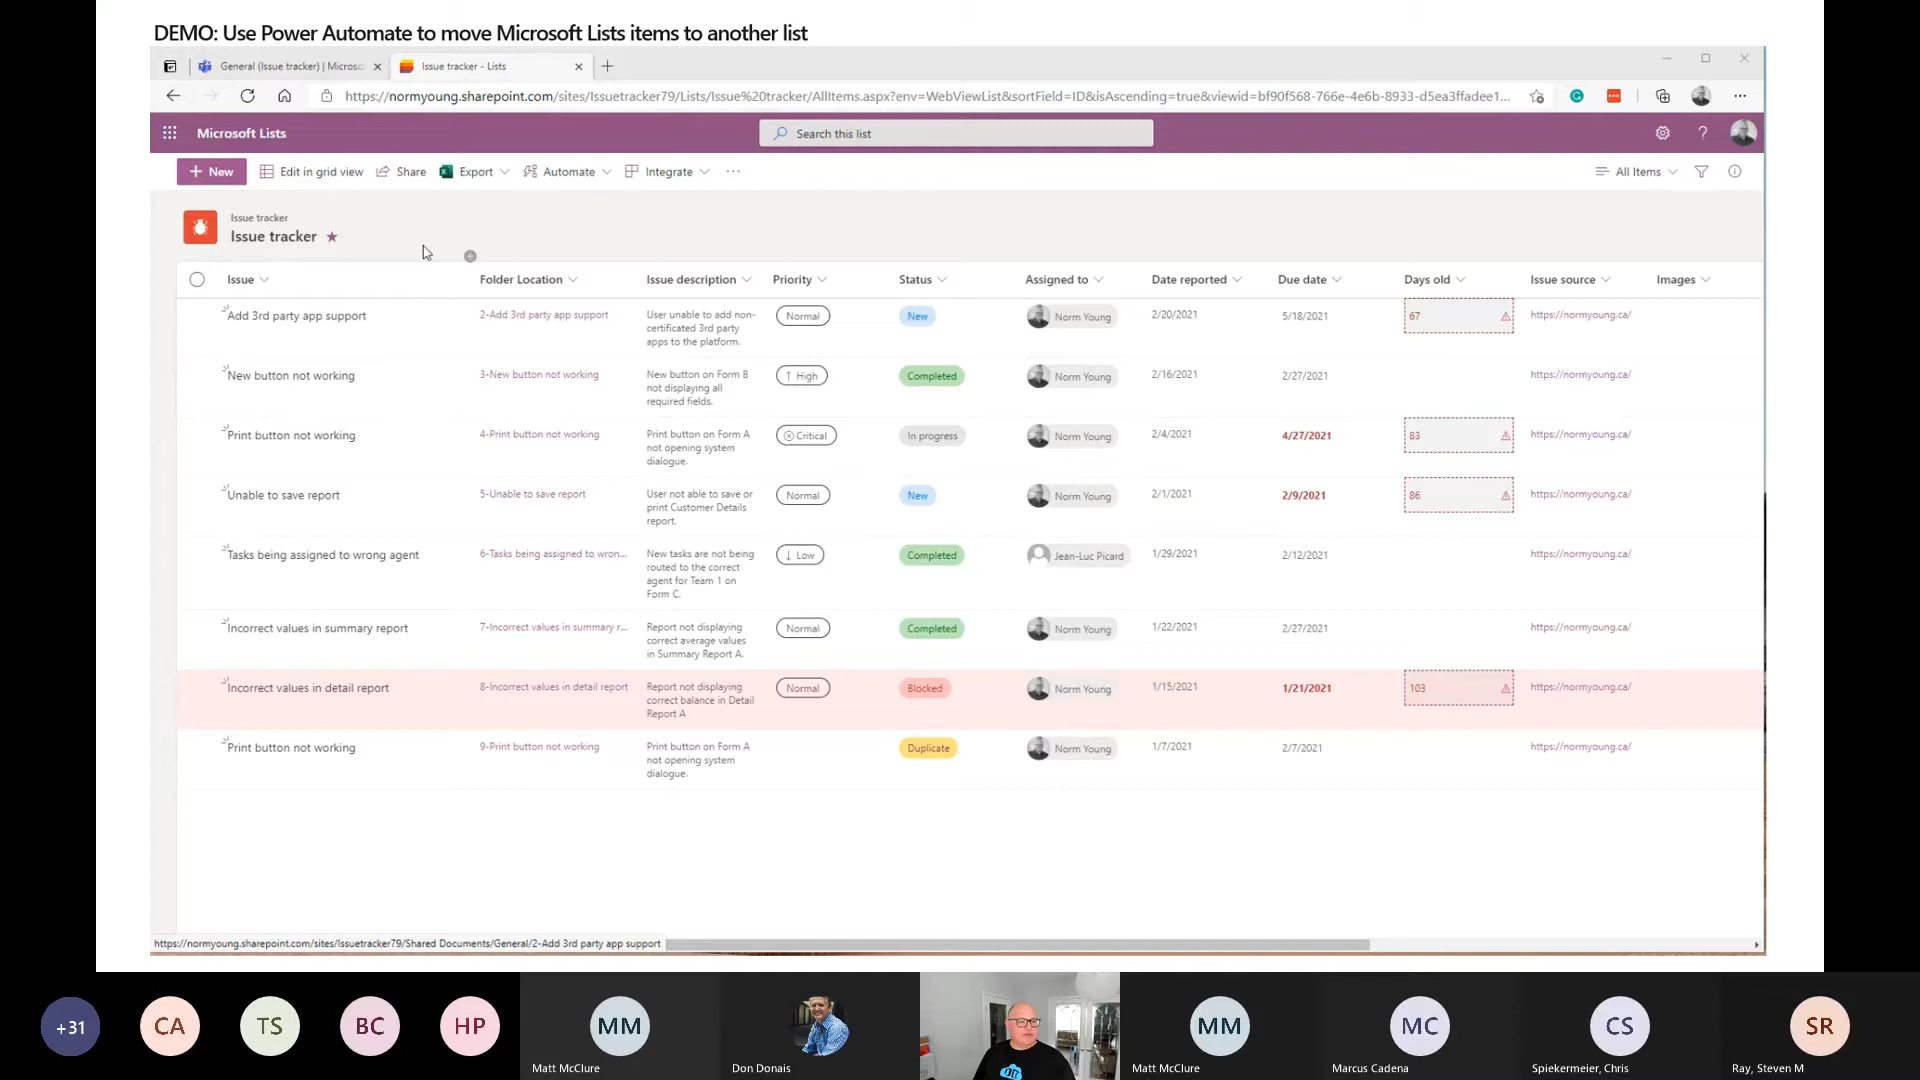 DEMO: Use Power Automate to move Microsoft Lists items to another list
General (Issue tracker) | Microso
Issue tracker - Lists
https://normyoung.sharepoint.com/sites/Issuetracker79/Lists/Issue%20tracker/AllItems.aspx?env=WebViewList&sortField=ID&isAscending=true&viewid=bf90f568-766e-4e6b-8933-d5ea3ffadee1...
Microsoft Lists
Search this list
?
+ New
Edit in grid view
Share
Export
Automate
Integrate
...
All Items
Issue tracker
Issue tracker
Issue Folder Location Issue description Priority Status Assigned to Date reported Due date Days old Issue source Images
Add 3rd party app support 2-Add 3rd party app support User unable to add non- Normal New Norm Young 2/20/2021 5/18/2021 67 https://normyoung.ca/
certificated 3rd party
apps to the platform.
New button not working 3-New button not working New button on Form B ↑ High Completed Norm Young 2/16/2021 2/27/2021 https://normyoung.ca/
not displaying all
required fields.
Print button not working 4-Print button not working Print button on Form A Critical In progress Norm Young 2/4/2021 4/27/2021 83 https://normyoung.ca/
not opening system
dialogue.
Unable to save report 5-Unable to save report User not able to save or Normal New Norm Young 2/1/2021 2/9/2021 86 https://normyoung.ca/
print Customer Details
report.
Tasks being assigned to wrong agent 6-Tasks being assigned to wron... New tasks are not being ↓ Low Completed Jean-Luc Picard 1/29/2021 2/12/2021 https://normyoung.ca/
routed to the correct
agent for Team 1 on
Form C.
Incorrect values in summary report 7-Incorrect values in summary r... Report not displaying Normal Completed Norm Young 1/22/2021 2/27/2021 https://normyoung.ca/
correct average values
in Summary Report A.
Incorrect values in detail report 8-Incorrect values in detail report Report not displaying Normal Blocked Norm Young 1/15/2021 1/21/2021 103 https://normyoung.ca/
correct balance in Detail
Report A
Print button not working 9-Print button not working Print button on Form A Duplicate Norm Young 1/7/2021 2/7/2021 https://normyoung.ca/
not opening system
dialogue.
https://normyoung.sharepoint.com/sites/Issuetracker79/Shared Documents/General/2-Add 3rd party app support
+31 CA TS BC HP MM MM MC CS SR
Matt McClure Don Donais Matt McClure Marcus Cadena Spiekermeier, Chris Ray, Steven M